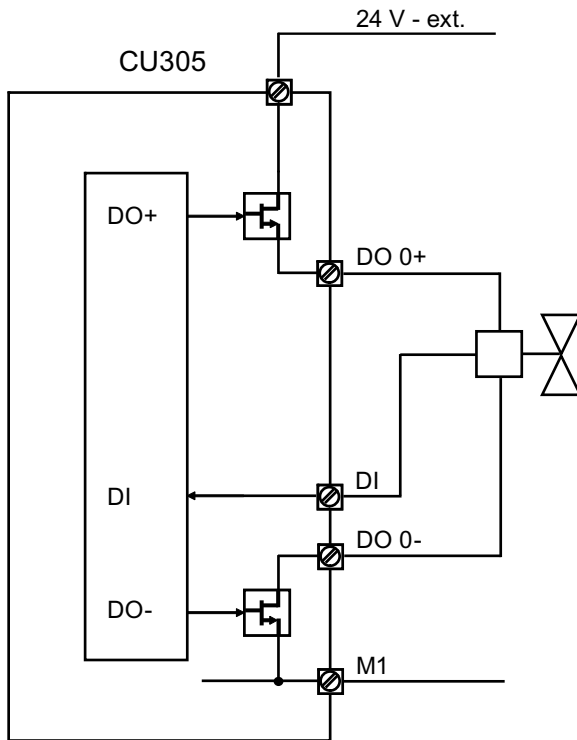 24 V - ext.
CU305
DO+
DO 0+
DI
DI
DO 0-
DO-
M1